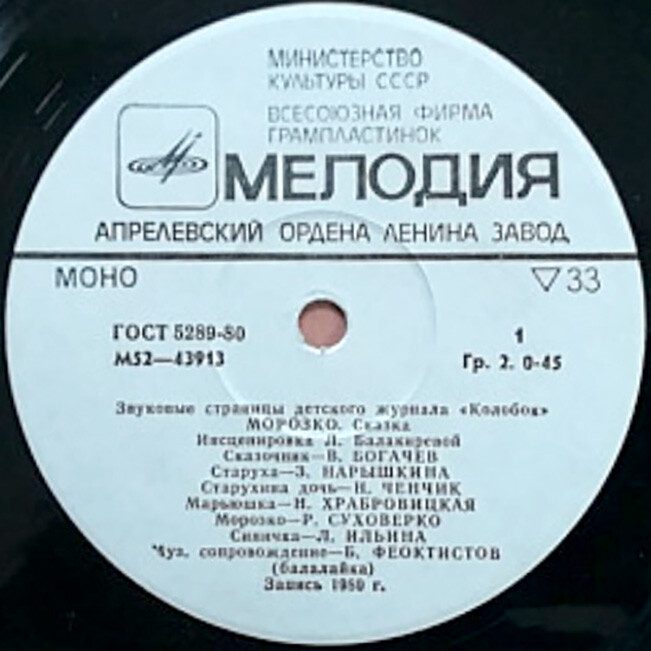 МИНИСТЕРСТВО
КУЛЬТУРЫ СССР
ВСЕСОЮЗНАЯ ФИРМА
ГРАМПЛАСТИНОК
МЕЛОДИЯ
АПРЕЛЕВСКИЙ ОРДЕНА ЛЕНИНА ЗАВОД
МОНО ▽33
ГОСТ 5289-80 1
М52—43913 Гр. 2. 0-45
Звуковые страницы детского журнала «Колобок»
МОРОЗКО. Сказка
Инсценировка Л. Балакиревой
Сказочник—В. БОГАЧЕВ
Старуха—З. НАРЫШКИНА
Старухина дочь—Н. ЧЕНЧИК
Марьюшка—Н. ХРАБРОВИЦКАЯ
Морозко—Р. СУХОВЕРКО
Сивичка—Л. ИЛЬИНА
Муз. сопровождение—Б. ФЕОКТИСТОВ
(балалайка)
Запись 1980 г.